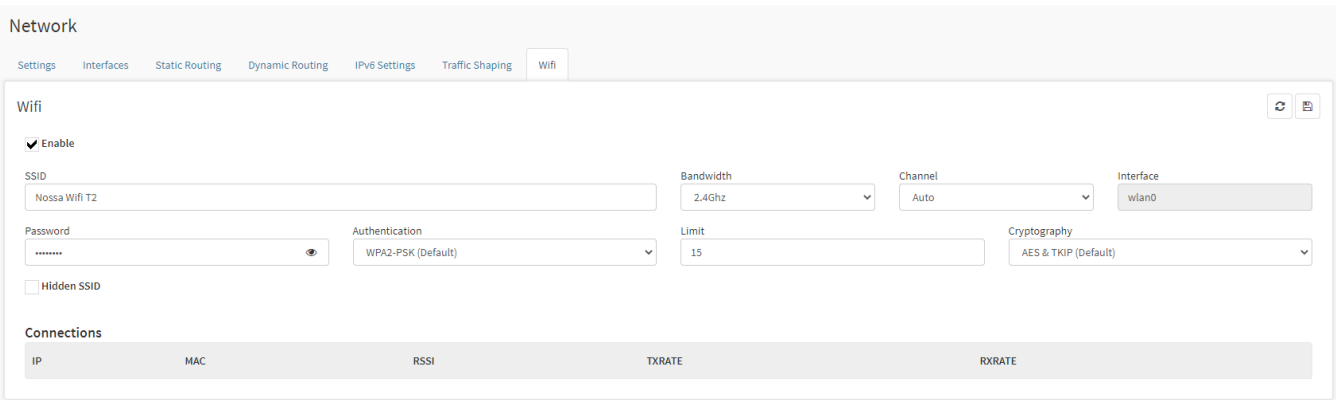 Network
Settings Interfaces Static Routing Dynamic Routing IPv6 Settings Traffic Shaping Wifi
Wifi
Enable
SSID Bandwidth Channel Interface
Nossa Wifi T2 2.4Ghz Auto wlan0
Password Authentication Limit Cryptography
•••••••• WPA2-PSK (Default) 15 AES & TKIP (Default)
Hidden SSID
Connections
IP MAC RSSI TXRATE RXRATE